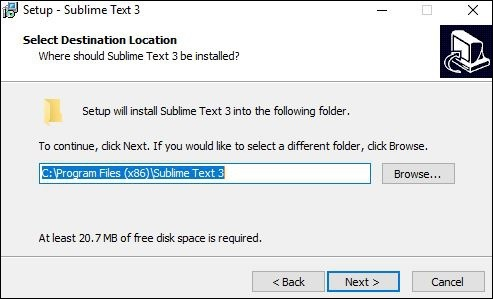 Setup - Sublime Text 3
Select Destination Location
Where should Sublime Text 3 be installed?
Setup will install Sublime Text 3 into the following folder.
To continue, click Next. If you would like to select a different folder, click Browse.
C:\Program Files (x86)\Sublime Text 3
Browse...
At least 20.7 MB of free disk space is required.
< Back
Next >
Cancel